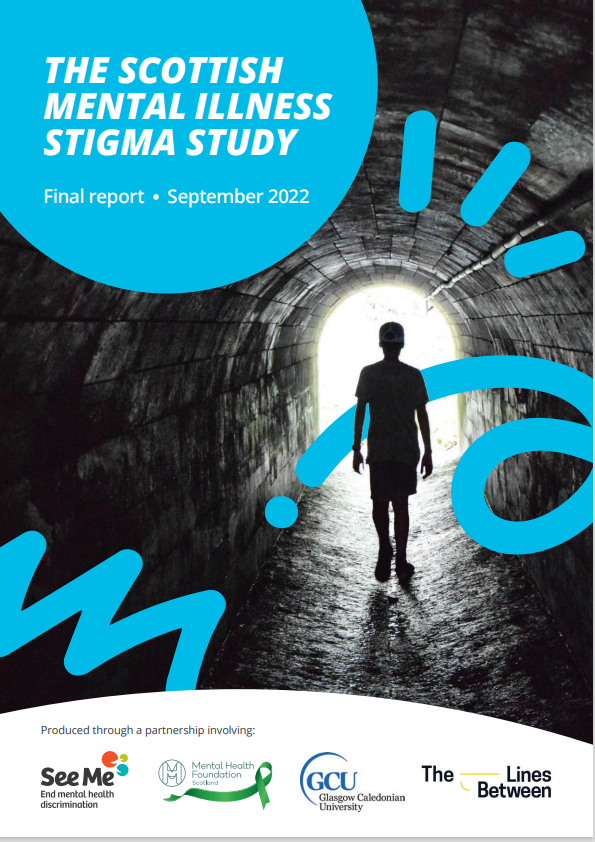 THE SCOTTISH
MENTAL ILLNESS
STIGMA STUDY
Final report • September 2022
Produced through a partnership involving:
See Me
End mental health
discrimination
Mental Health
Foundation
Scotland
GCU
Glasgow Caledonian
University
The Lines
Between